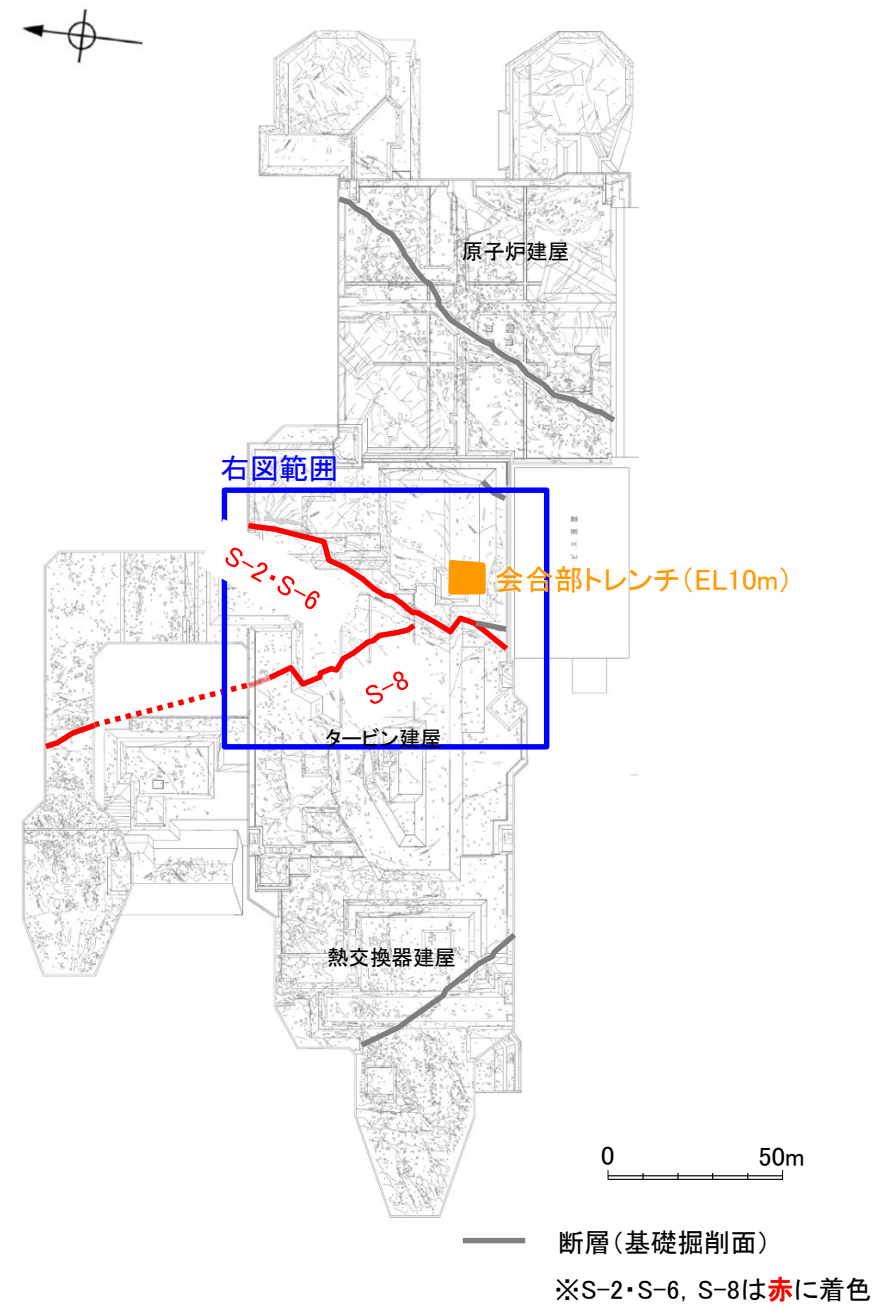 原子炉建屋
右図範囲
S-2・S-6
会合部トレンチ(EL10m)
S-8
タービン建屋
熱交換器建屋
0 50m
断層(基礎掘削面)
※S-2・S-6, S-8は赤に着色